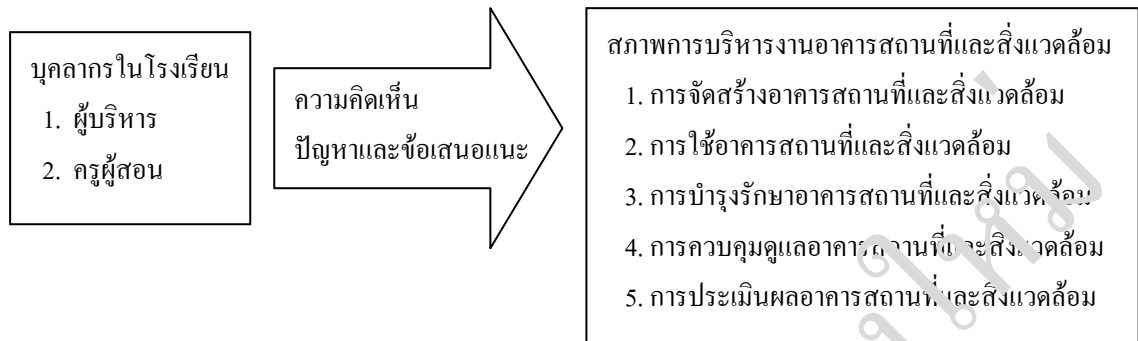 บุคลากรในโรงเรียน
1. ผู้บริหาร
2. ครูผู้สอน
ความคิดเห็น
ปัญหาและข้อเสนอแนะ
สภาพการบริหารงานอาคารสถานที่และสิ่งแวดล้อม
1. การจัดสร้างอาคารสถานที่และสิ่งแวดล้อม
2. การใช้อาคารสถานที่และสิ่งแวดล้อม
3. การบำรุงรักษาอาคารสถานที่และสิ่งแวดล้อม
4. การควบคุมดูแลอาคารสถานที่และสิ่งแวดล้อม
5. การประเมินผลอาคารสถานที่และสิ่งแวดล้อม